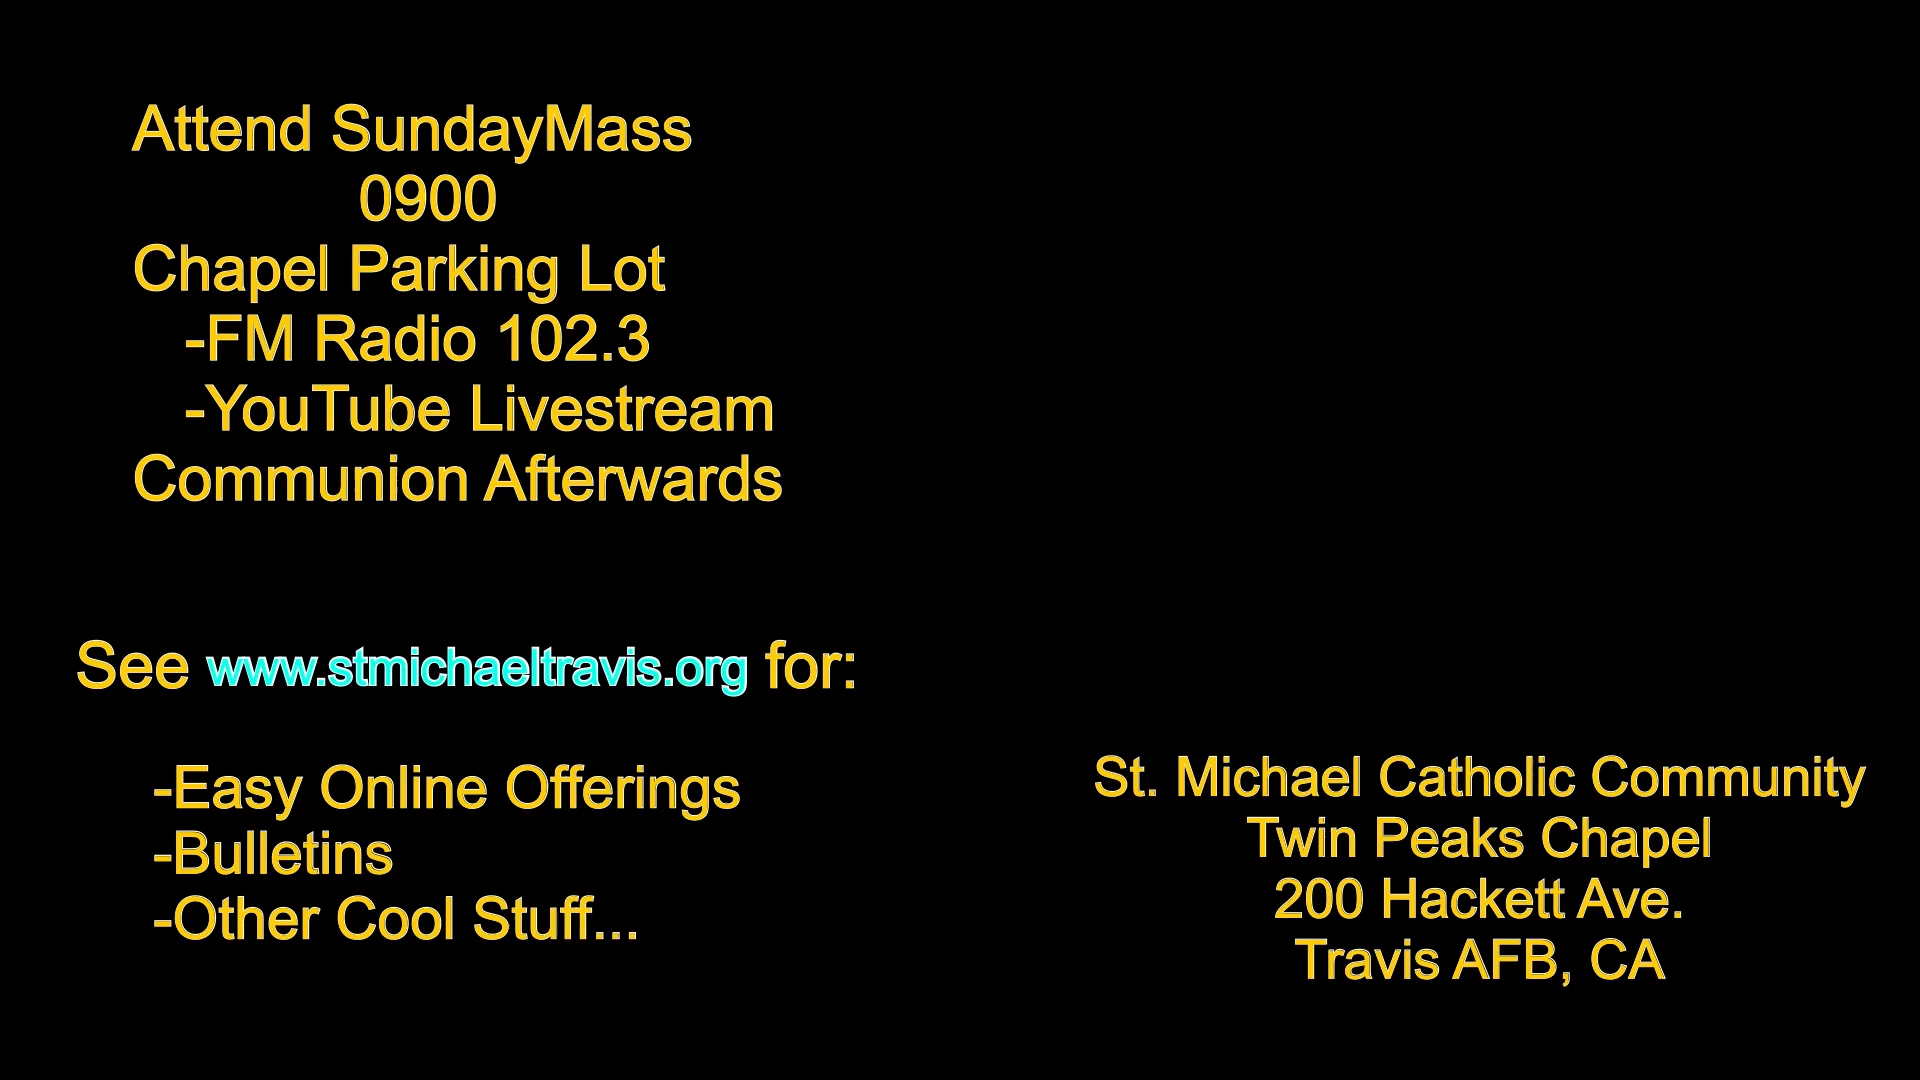 Attend SundayMass
0900
Chapel Parking Lot
-FM Radio 102.3
-YouTube Livestream
Communion Afterwards
See www.stmichaeltravis.org for:
-Easy Online Offerings
-Bulletins
-Other Cool Stuff...
St. Michael Catholic Community
Twin Peaks Chapel
200 Hackett Ave.
Travis AFB, CA